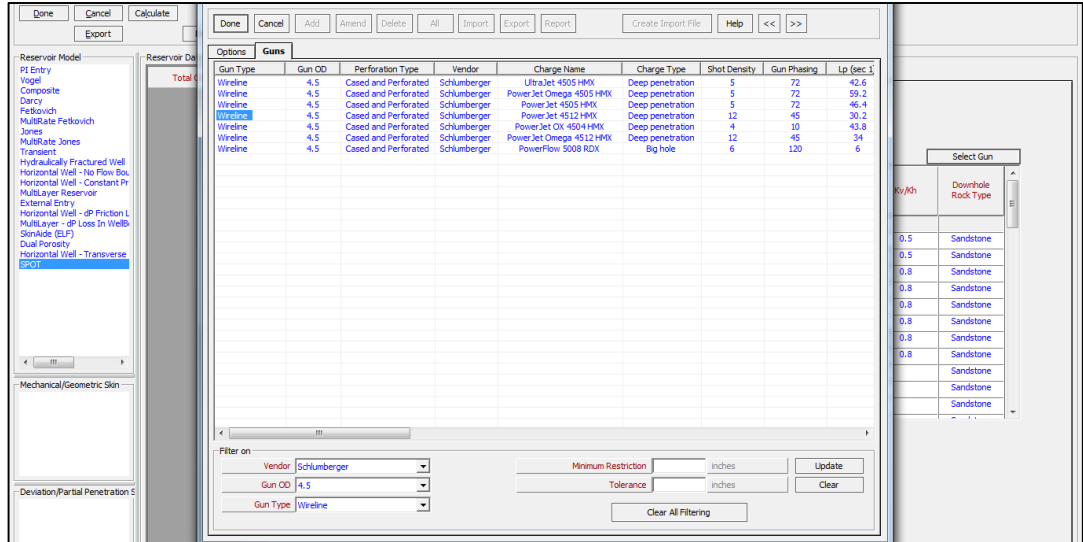 Done Cancel Calculate
Export
Reservoir Model
PI Entry
Vogel
Composite
Darcy
Fetkovich
MultiRate Fetkovich
Jones
MultiRate Jones
Transient
Hydraulically Fractured Well
Horizontal Well - No Flow Bou
Horizontal Well - Constant Pr
MultiLayer Reservoir
External Entry
Horizontal Well - dP Friction L
MultiLayer - dP Loss In WellB
SkinAide (ELF)
Dual Porosity
Horizontal Well - Transverse
SPOT
Mechanical/Geometric Skin
Deviation/Partial Penetration S
Reservoir Da
Total
Done Cancel Add Amend Delete All Import Export Report Create Import File Help << >>
Options Guns
Gun Type Gun OD Perforation Type Vendor Charge Name Charge Type Shot Density Gun Phasing Lp (sec 1
Wireline 4.5 Cased and Perforated Schlumberger UltraJet 4505 HMX Deep penetration 5 72 42.6
Wireline 4.5 Cased and Perforated Schlumberger PowerJet Omega 4505 HMX Deep penetration 5 72 59.2
Wireline 4.5 Cased and Perforated Schlumberger PowerJet 4505 HMX Deep penetration 5 72 46.4
Wireline 4.5 Cased and Perforated Schlumberger PowerJet 4512 HMX Deep penetration 12 45 30.2
Wireline 4.5 Cased and Perforated Schlumberger PowerJet OX 4504 HMX Deep penetration 4 10 43.8
Wireline 4.5 Cased and Perforated Schlumberger PowerJet Omega 4512 HMX Deep penetration 12 45 34
Wireline 4.5 Cased and Perforated Schlumberger PowerFlow 5008 RDX Big hole 6 120 6
Filter on
Vendor Schlumberger Minimum Restriction inches Update
Gun OD 4.5 Tolerance inches Clear
Gun Type Wireline Clear All Filtering
Select Gun
Kv/Kh Downhole
Rock Type
0.5 Sandstone
0.5 Sandstone
0.8 Sandstone
0.8 Sandstone
0.8 Sandstone
0.8 Sandstone
0.8 Sandstone
Sandstone
Sandstone
Sandstone
Sandstone